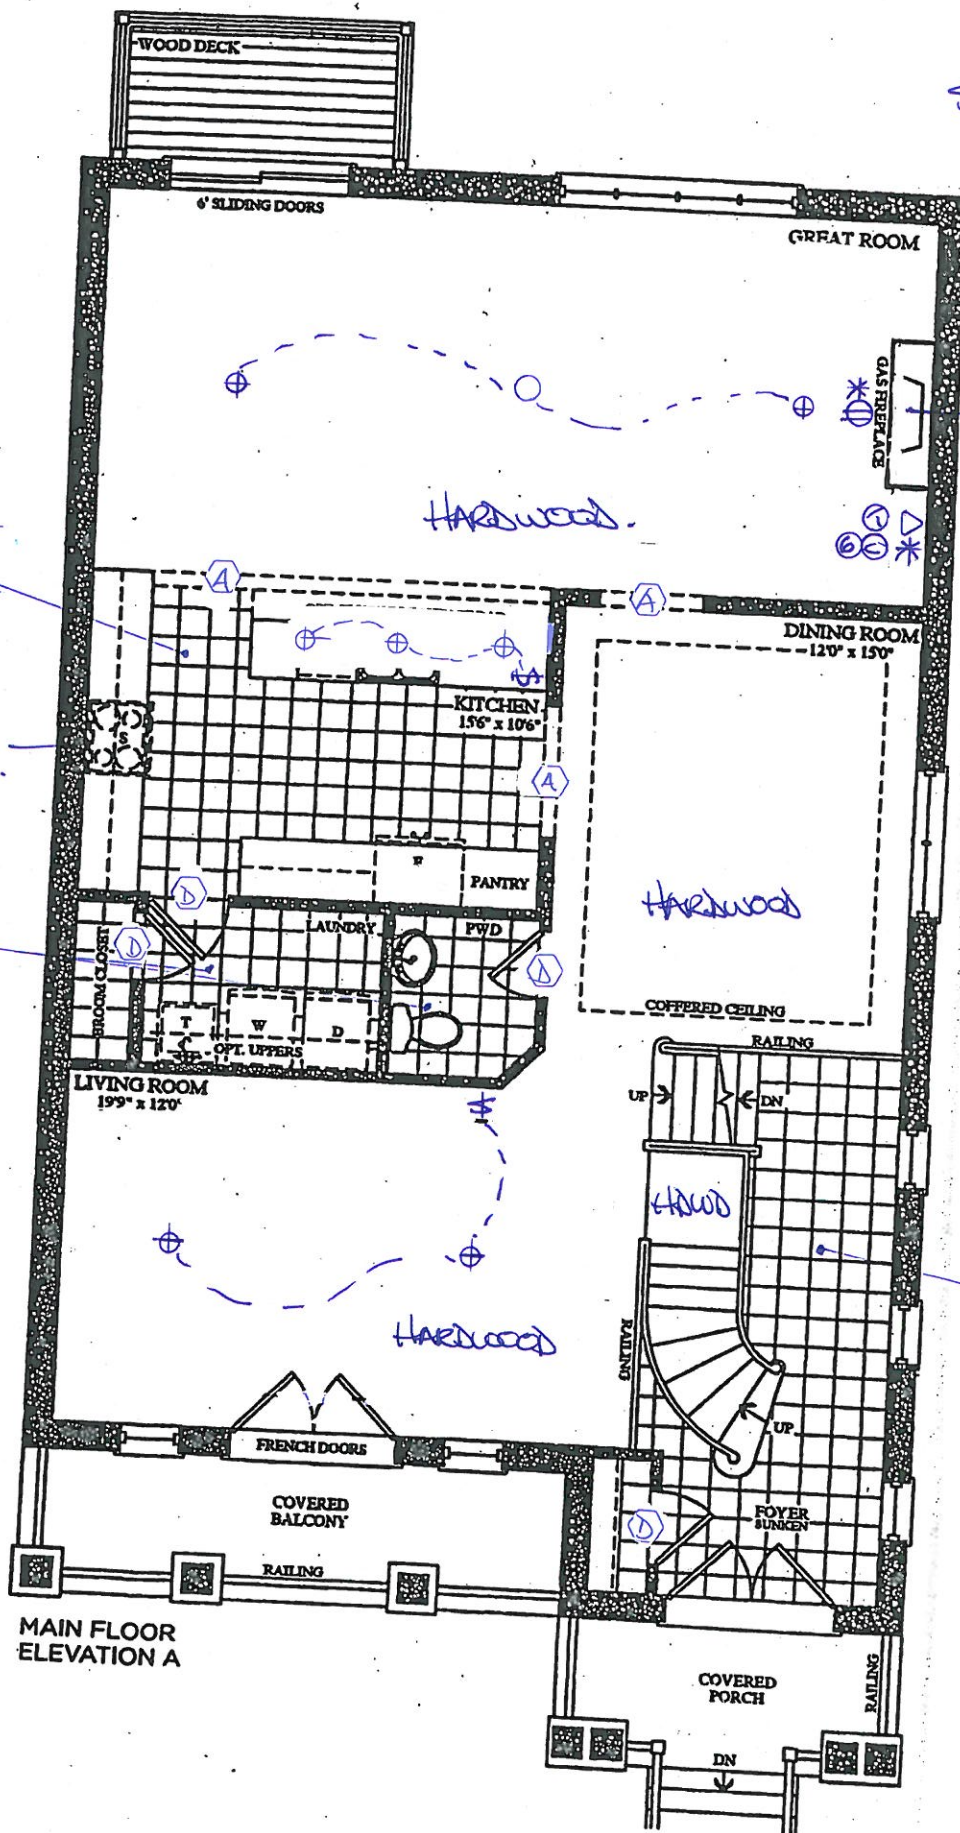 WOOD DECK
6' SLIDING DOORS
GREAT ROOM
GAS FIREPLACE
HARDWOOD.
6
A
A
DINING ROOM
12'0" x 15'0"
KITCHEN
15'6" x 10'6"
S
A
F
PANTRY
HARDWOOD
D
LAUNDRY
PWD
D
D
BROOM CLOSET
T
W
D
OPT. UPPERS
COFFERED CEILING
RAILING
LIVING ROOM
19'9" x 12'0"
UP
DN
HDWD
HARDWOOD
RAILING
UP
FRENCH DOORS
COVERED
BALCONY
FOYER
SUNKEN
D
RAILING
MAIN FLOOR
ELEVATION A
COVERED
PORCH
RAILING
DN